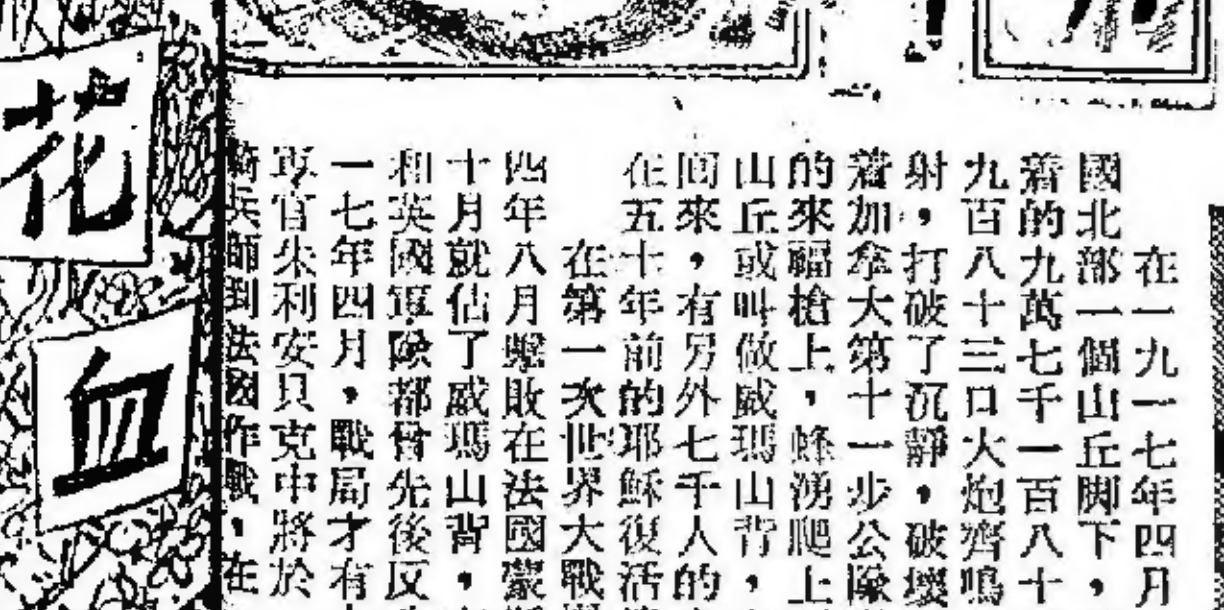 在一九一七年四月
國北部一個山丘脚下，
着的九萬七千一百八十
九百八十三口大炮齊鳴
射，打破了沉靜，破壞
着加拿大第十一步公隊
的來福槍上，蜂湧爬上
山丘或叫做威瑪山背，
間來，有另外七千人的
在五十年前的耶穌復活
在第一次世界大戰
四年八月擊敗在法國蒙
十月就佔了威瑪山背，
和英國軍隊都曾先後反
一七年四月，戰局才有
軍官朱利安貝克中將於
騎兵師到法國作戰，在
花
血